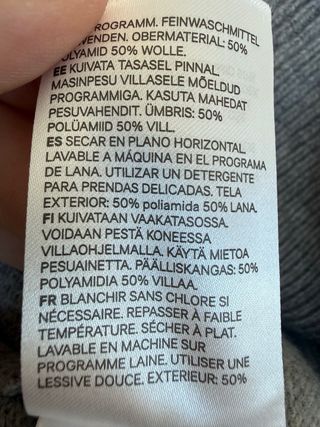 PROGRAMM. FEINWASCHMITTEL
WENDEN. OBERMATERIAL: 50%
OLYAMID 50% WOLLE.
EE KUIVATA TASASEL PINNAL.
MASINPESU VILLASELE MÕELDUD
PROGRAMMIGA. KASUTA MAHEDAT
PESUVAHENDIT. ÜMBRIS: 50%
POLÜAMIID 50% VILL.
ES SECAR EN PLANO HORIZONTAL
LAVABLE A MÁQUINA EN EL PROGRAMA
DE LANA. UTILIZAR UN DETERGENTE
PARA PRENDAS DELICADAS. TELA
EXTERIOR: 50% poliamida 50% LANA.
FI KUIVATAAN VAAKATASOSSA.
VOIDAAN PESTÄ KONEESSA
VILLAOHJELMALLA. KÄYTÄ MIETOA
PESUAINETTA. PÄÄLLISKANGAS: 50%
POLYAMIDIA 50% VILLAA.
FR BLANCHIR SANS CHLORE SI
NÉCESSAIRE. REPASSER À FAIBLE
TEMPÉRATURE. SÉCHER À PLAT.
LAVABLE EN MACHINE SUR
PROGRAMME LAINE. UTILISER UNE
LESSIVE DOUCE. EXTERIEUR: 50%